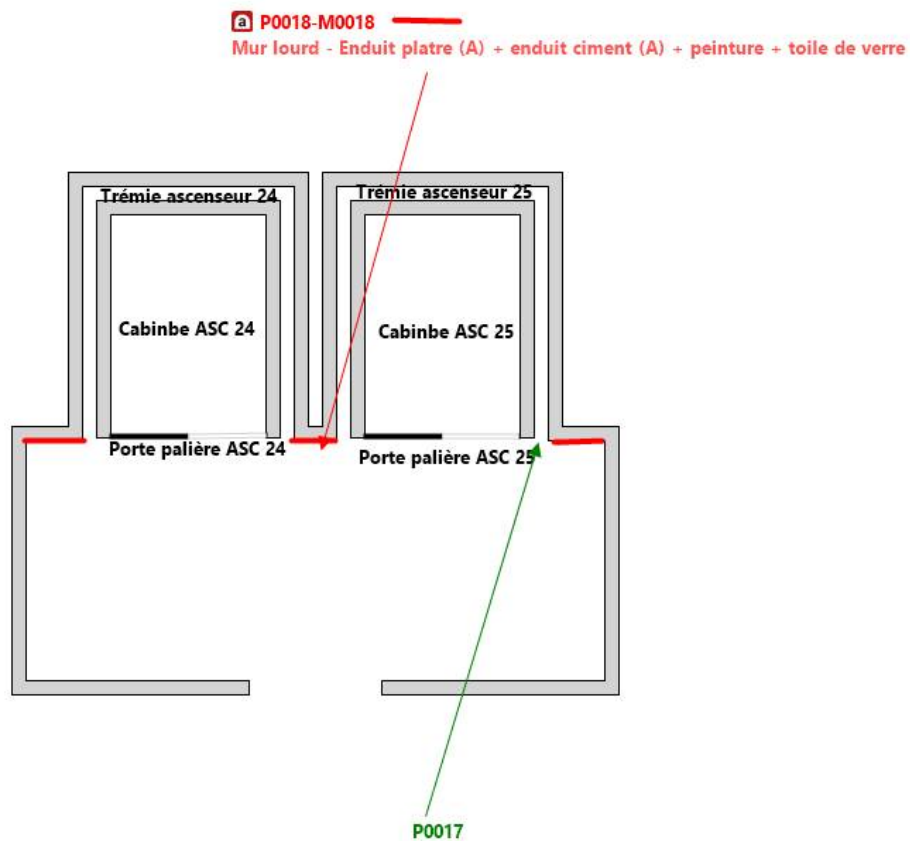 a P0018-M0018
Mur lourd - Enduit platre (A) + enduit ciment (A) + peinture + toile de verre
Trémie ascenseur 24
Trémie ascenseur 25
Cabinbe ASC 24
Cabinbe ASC 25
Porte palière ASC 24
Porte palière ASC 25
P0017